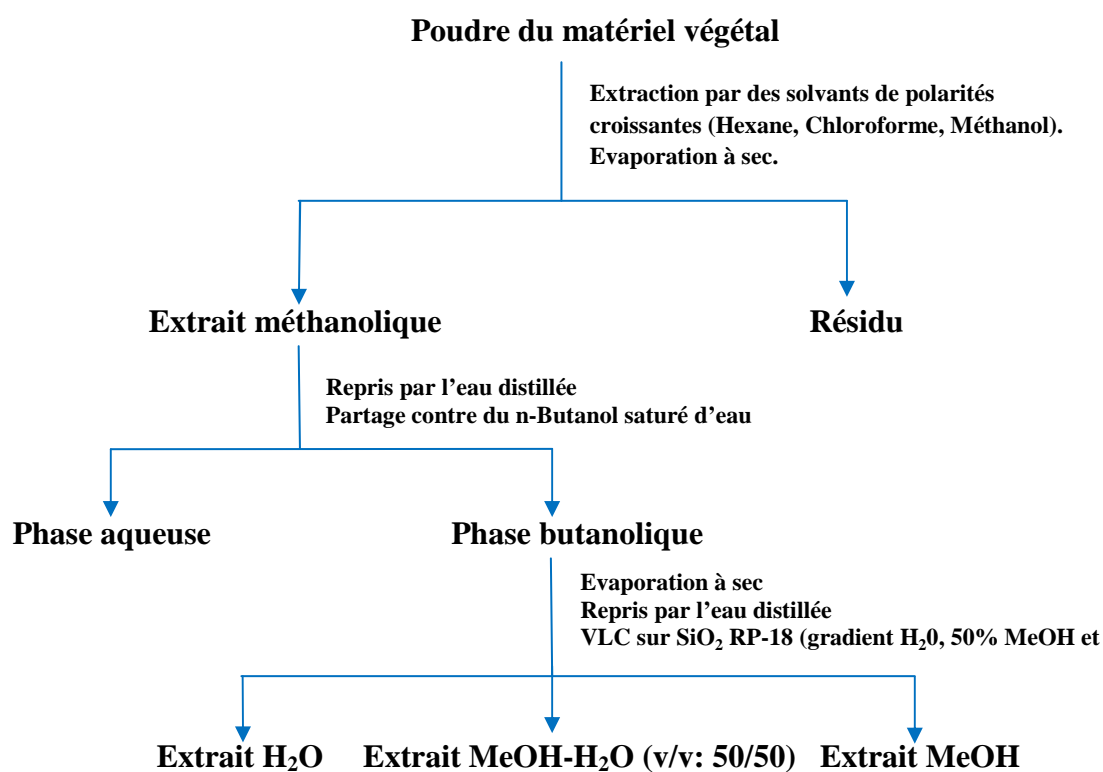 Poudre du matériel végétal
Extraction par des solvants de polarités
croissantes (Hexane, Chloroforme, Méthanol).
Evaporation à sec.
Extrait méthanolique
Résidu
Repris par l’eau distillée
Partage contre du n-Butanol saturé d’eau
Phase aqueuse
Phase butanolique
Evaporation à sec
Repris par l’eau distillée
VLC sur SiO₂ RP-18 (gradient H₂0, 50% MeOH et
Extrait H₂O
Extrait MeOH-H₂O (v/v: 50/50)
Extrait MeOH